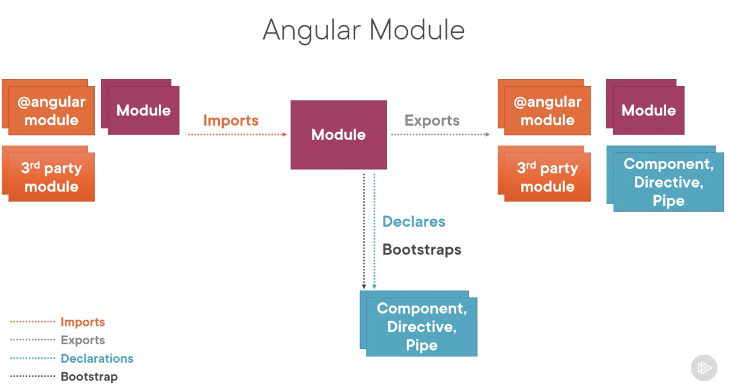 Angular Module
@angular
module
Module
3rd party
module
Imports
Module
Exports
@angular
module
Module
3rd party
module
Component,
Directive,
Pipe
Declares
Bootstraps
Component,
Directive,
Pipe
Imports
Exports
Declarations
Bootstrap